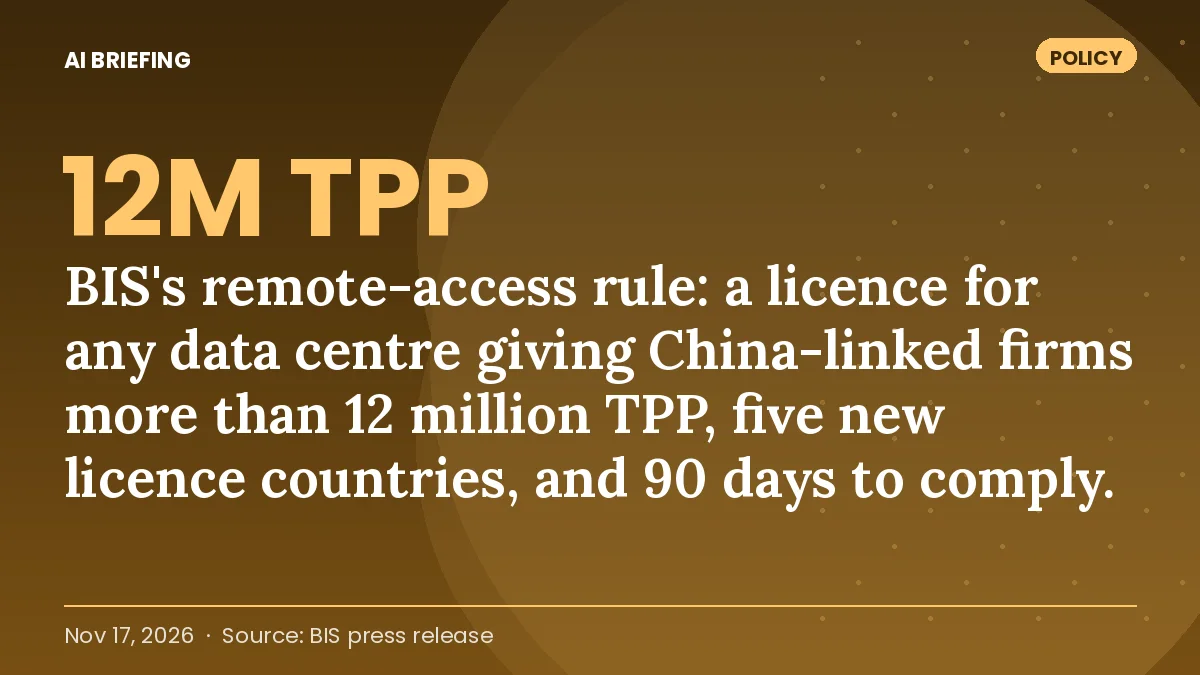 AI BRIEFING
POLICY
12M TPP
BIS's remote-access rule: a licence for
any data centre giving China-linked firms
more than 12 million TPP, five new
licence countries, and 90 days to comply.
Nov 17, 2026 · Source: BIS press release